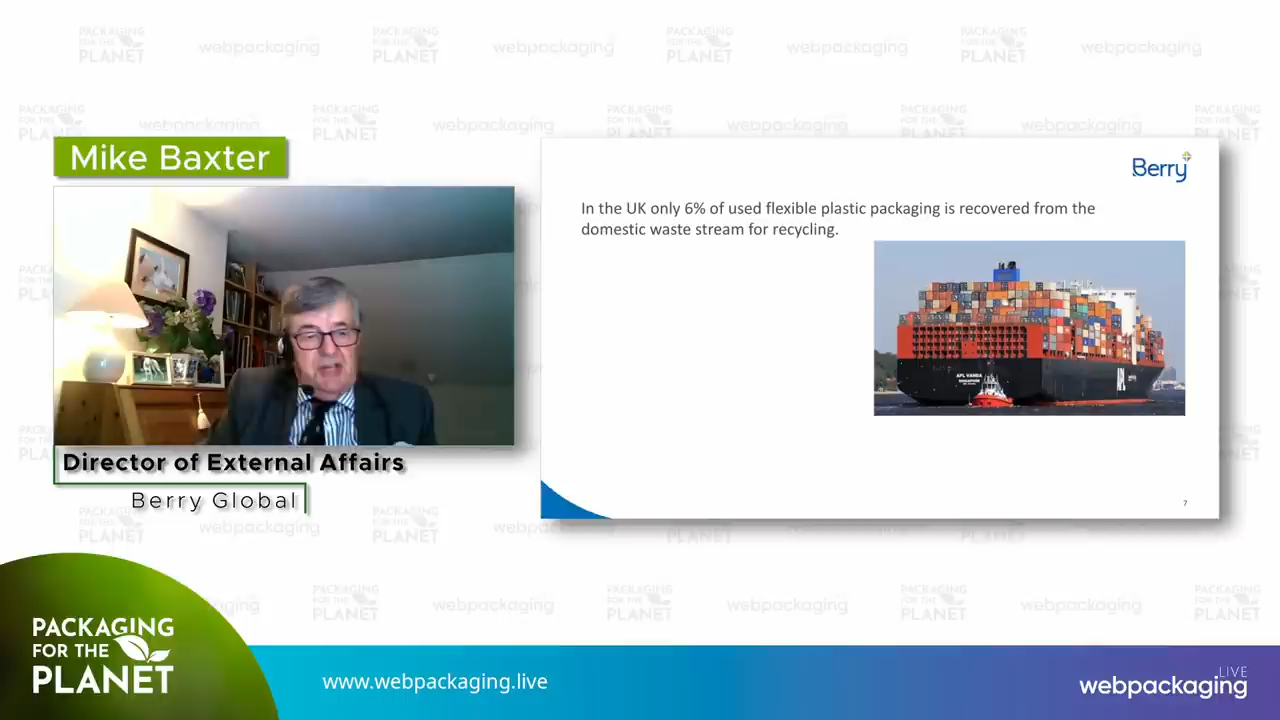 Mike Baxter
Director of External Affairs
Berry Global
Berry
In the UK only 6% of used flexible plastic packaging is recovered from the
domestic waste stream for recycling.
APL VANDA
SINGAPORE
APL
7
PACKAGING
FOR THE
PLANET
www.webpackaging.live
LIVE
webpackaging